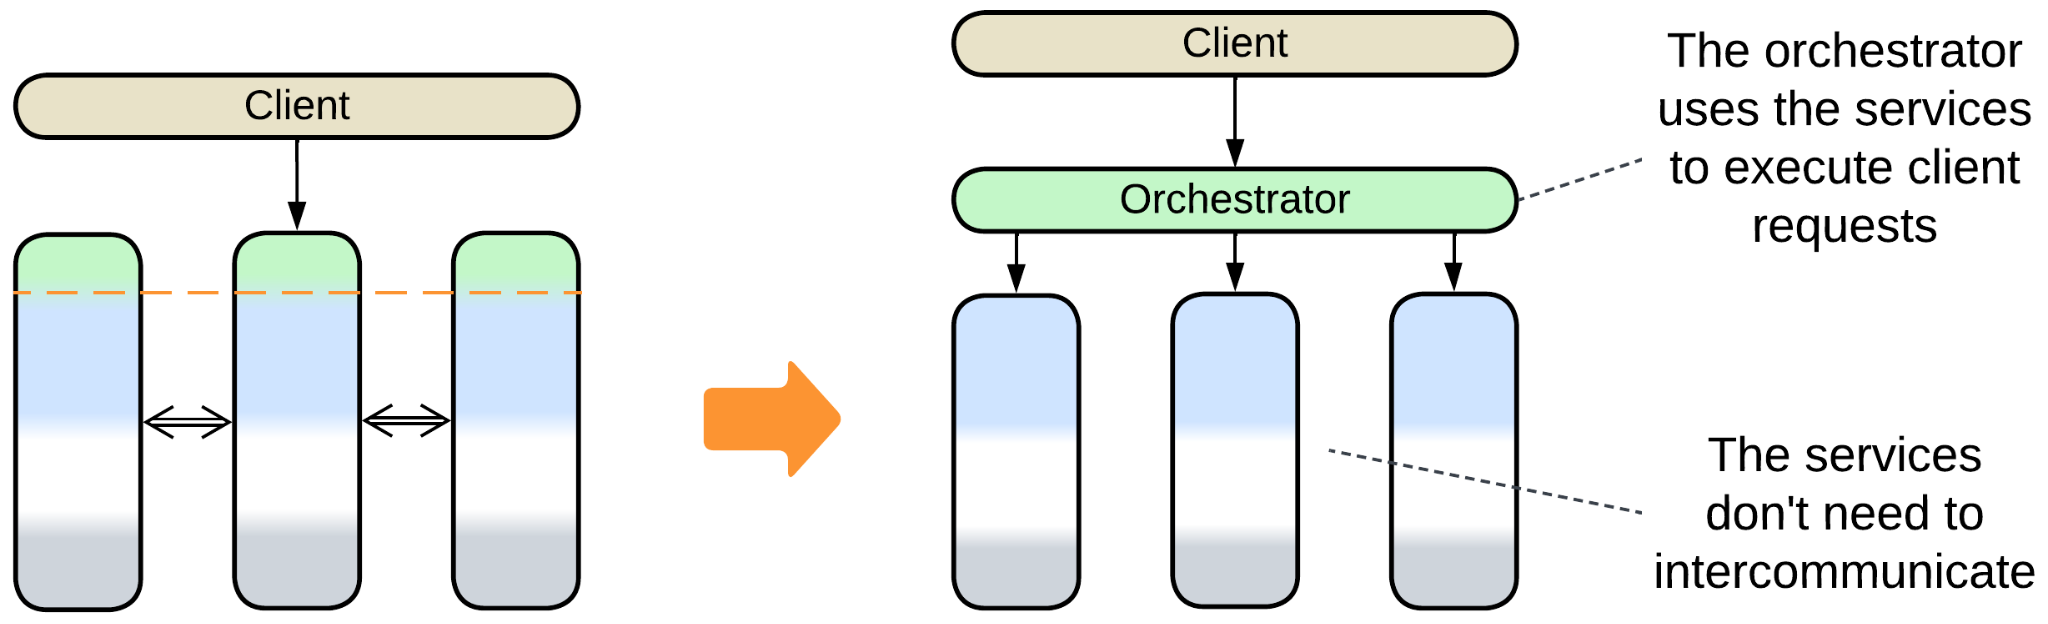 Client
Client
Orchestrator
The orchestrator
uses the services
to execute client
requests
The services
don't need to
intercommunicate